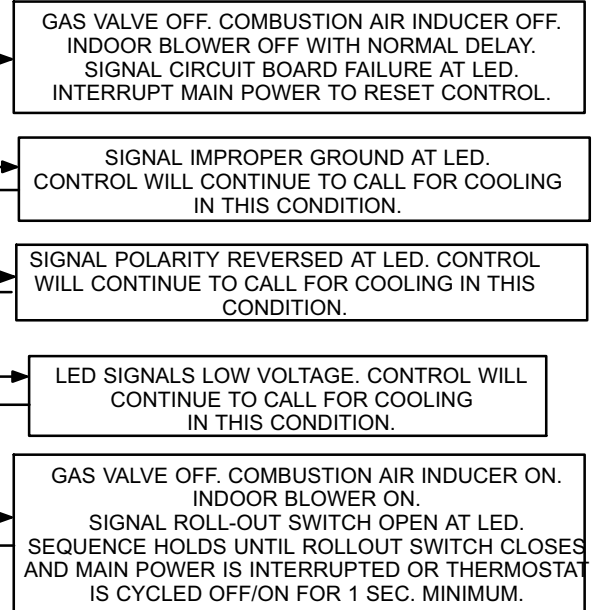 GAS VALVE OFF. COMBUSTION AIR INDUCER OFF.
INDOOR BLOWER OFF WITH NORMAL DELAY.
SIGNAL CIRCUIT BOARD FAILURE AT LED.
INTERRUPT MAIN POWER TO RESET CONTROL.
SIGNAL IMPROPER GROUND AT LED.
CONTROL WILL CONTINUE TO CALL FOR COOLING
IN THIS CONDITION.
SIGNAL POLARITY REVERSED AT LED. CONTROL
WILL CONTINUE TO CALL FOR COOLING IN THIS
CONDITION.
LED SIGNALS LOW VOLTAGE. CONTROL WILL
CONTINUE TO CALL FOR COOLING
IN THIS CONDITION.
GAS VALVE OFF. COMBUSTION AIR INDUCER ON.
INDOOR BLOWER ON.
SIGNAL ROLL-OUT SWITCH OPEN AT LED.
SEQUENCE HOLDS UNTIL ROLLOUT SWITCH CLOSES
AND MAIN POWER IS INTERRUPTED OR THERMOSTAT
IS CYCLED OFF/ON FOR 1 SEC. MINIMUM.